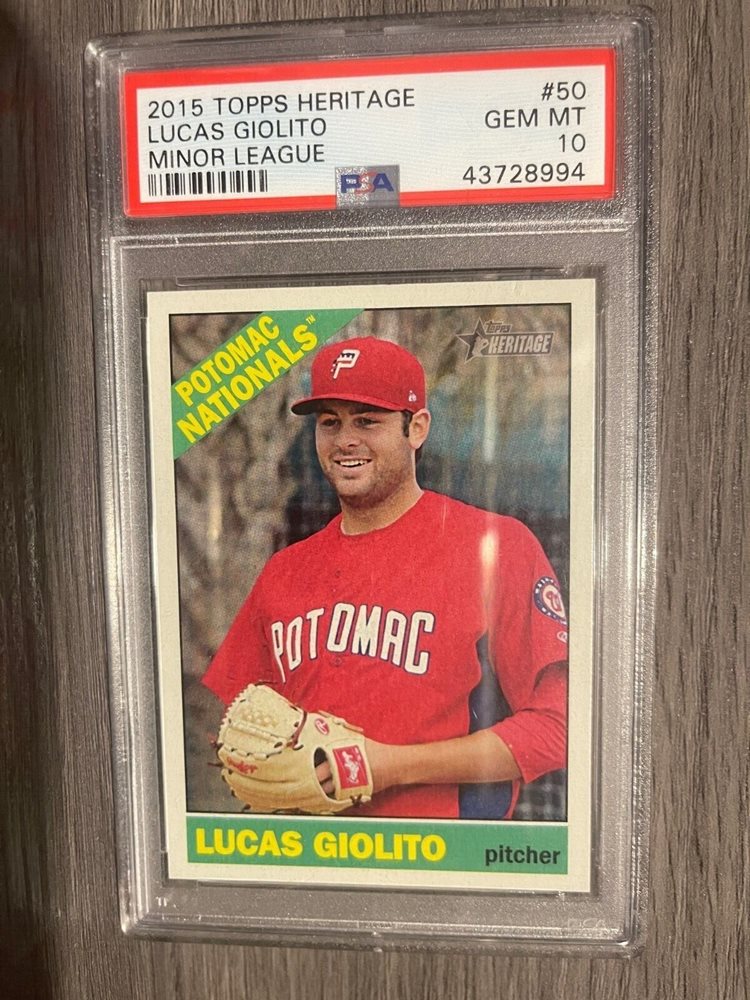 2015 TOPPS HERITAGE #50
LUCAS GIOLITO GEM MT
MINOR LEAGUE 10
PSA 43728994
POTOMAC
NATIONALS™
TOPPS
HERITAGE
P
POTOMAC
W
LUCAS GIOLITO pitcher